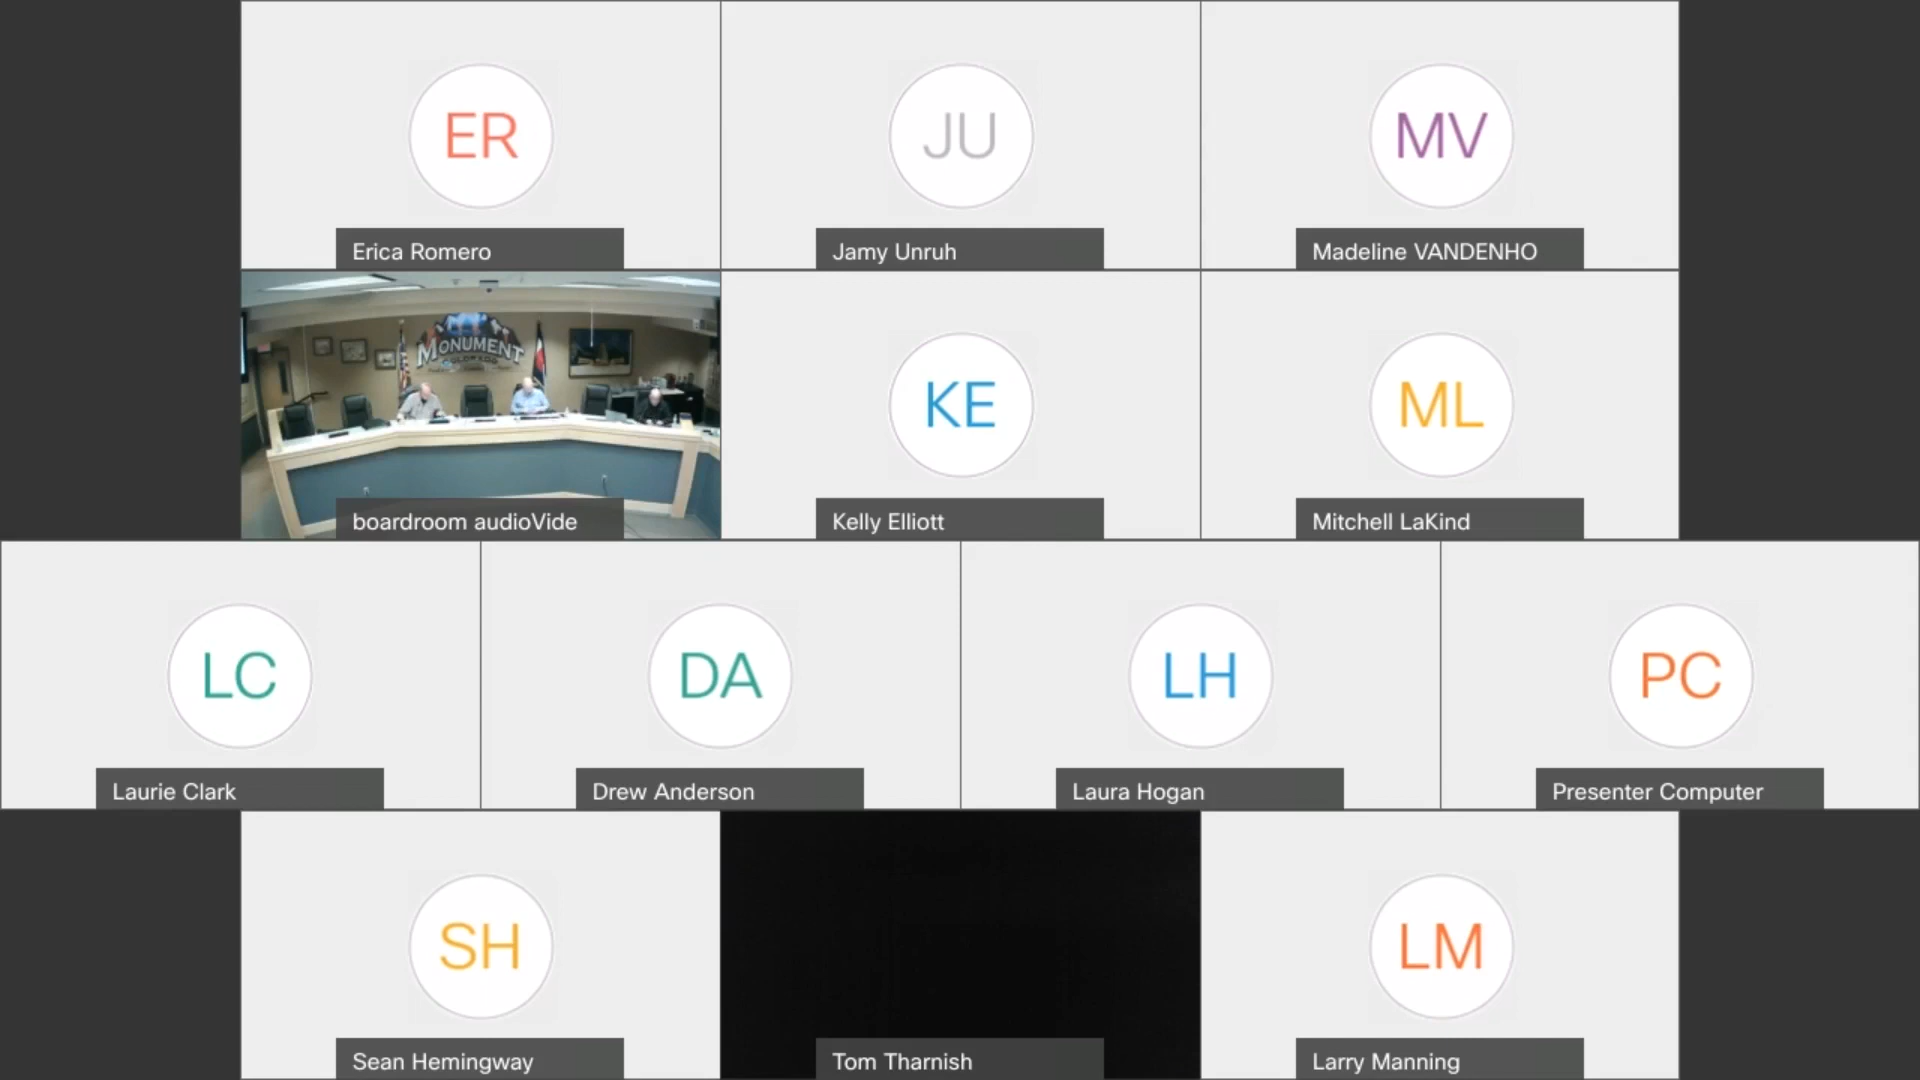 ER
JU
MV
Erica Romero
Jamy Unruh
Madeline VANDENHO
MONUMENT
COLORADO
KE
ML
boardroom audioVide
Kelly Elliott
Mitchell LaKind
LC
DA
LH
PC
Laurie Clark
Drew Anderson
Laura Hogan
Presenter Computer
SH
LM
Sean Hemingway
Tom Tharnish
Larry Manning